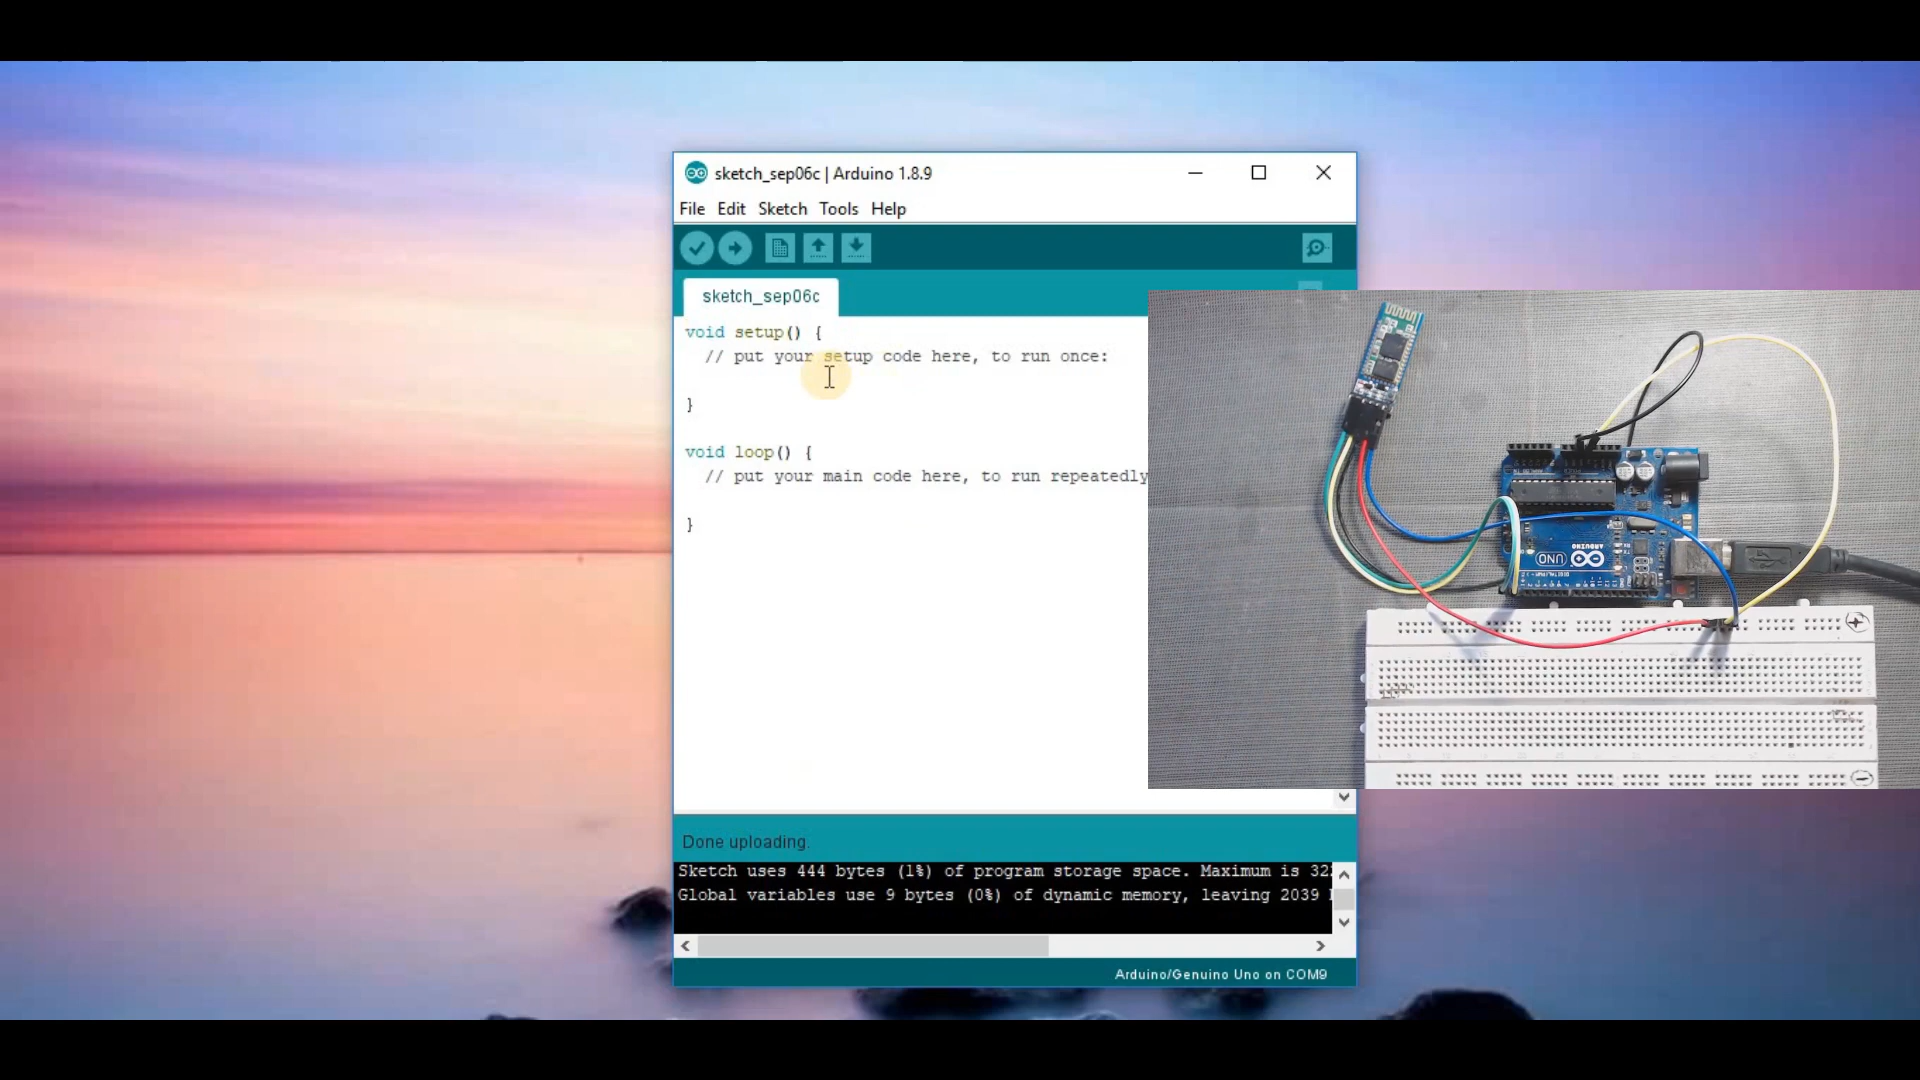 sketch_sep06c | Arduino 1.8.9
File Edit Sketch Tools Help
sketch_sep06c
void setup() {
// put your setup code here, to run once:
}
void loop() {
// put your main code here, to run repeatedly
}
UNO
ARDUINO
Done uploading.
Sketch uses 444 bytes (1%) of program storage space. Maximum is 32
Global variables use 9 bytes (0%) of dynamic memory, leaving 2039
Arduino/Genuino Uno on COM9